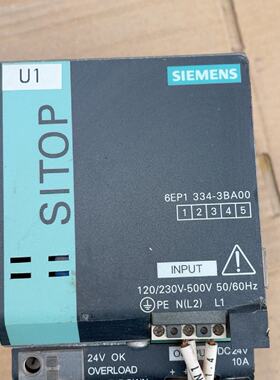 U1
SIEMENS
SITOP
6EP1 334-3BA00
1 2 3 4 5
INPUT
120/230V-500V 50/60Hz
PE N(L2) L1
24V OK
DC 24V
OVERLOAD
10A